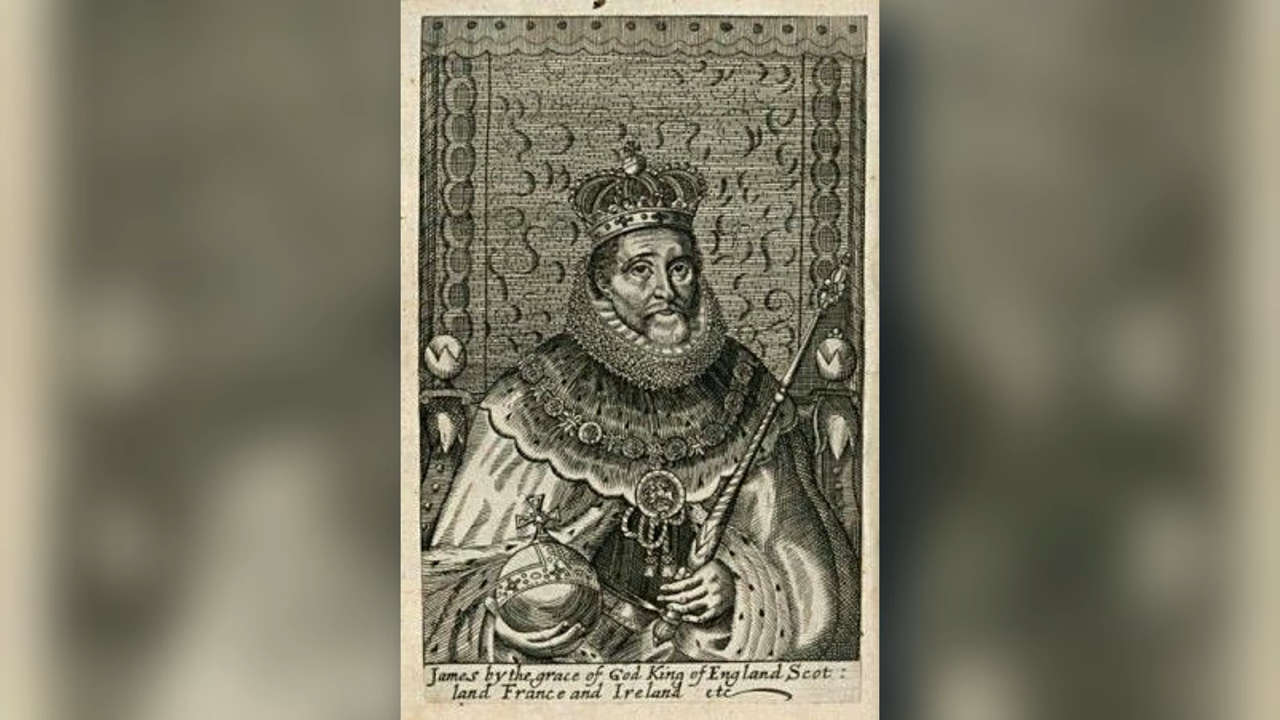 James by the grace of God King of England Scot :
land France and Ireland etc